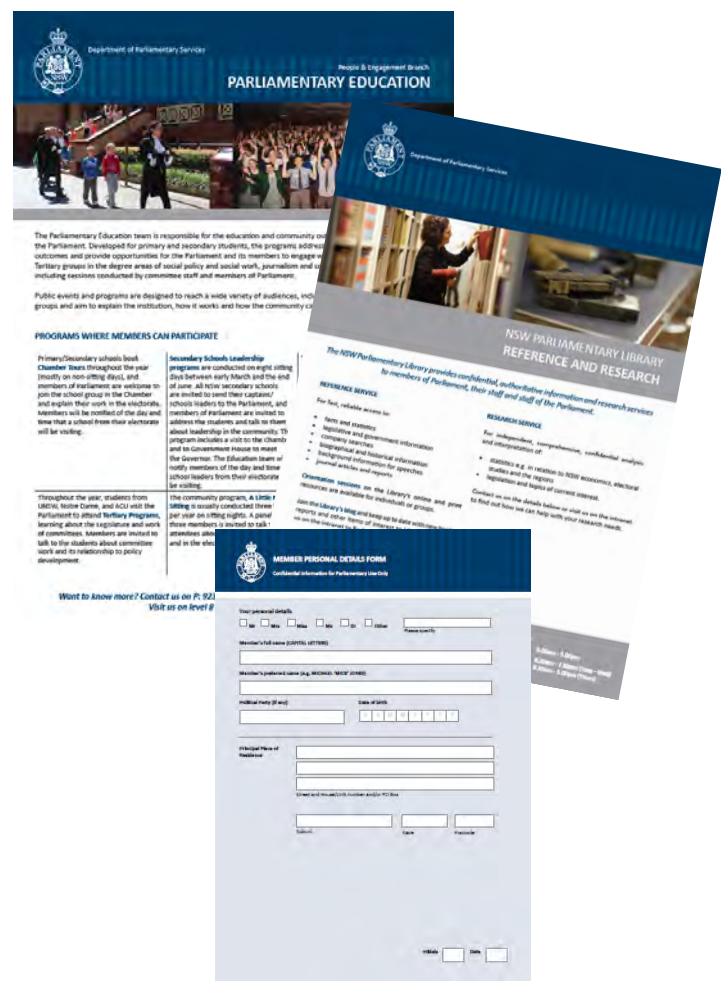 PARLIAMENT
NSW
Department of Parliamentary Services
People & Engagement Branch
PARLIAMENTARY EDUCATION
The Parliamentary Education team is responsible for the education and community ou
the Parliament. Developed for primary and secondary students, the programs address
outcomes and provide opportunities for the Parliament and its members to engage w
Tertiary groups in the degree areas of social policy and social work, journalism and
including sessions conducted by committee staff and members of Parliament.
Public events and programs are designed to reach a wide variety of audiences,
groups and aim to explain the institution, how it works and how the community
PROGRAMS WHERE MEMBERS CAN PARTICIPATE
Primary/Secondary schools book
Chamber Tours throughout the year
(mostly on non-sitting days), and
members of Parliament are welcome to
join the school group in the Chamber
and explain their work in the electorate.
Members will be notified of the day and
time that a school from their electorate
will be visiting.
Secondary Schools Leadership
programs are conducted on eight sitting
days between early March and the end
of June. All NSW secondary schools
are invited to send their captains/
schools leaders to the Parliament, and
members of Parliament are invited to
address the students and talk to them
about leadership in the community. Th
program includes a visit to the Chamb
and to Government House to meet
the Governor. The Education team w
notify members of the day and time
school leaders from their electorate
be visiting.
Throughout the year, students from
UNSW, Notre Dame, and ACU visit the
Parliament to attend Tertiary Programs,
learning about the Legislature and work
of committees. Members are invited to
talk to the students about committee
work and its relationship to policy
development.
The community program, A Little
Sitting is usually conducted three
per year on sitting nights. A panel
three members is invited to talk
attendees abou
and in the elec
Want to know more? Contact us on P: 923
Visit us on level 8
PARLIAMENT
Department of Parliamentary Services
NSW PARLIAMENTARY LIBRARY
REFERENCE AND RESEARCH
The NSW Parliamentary Library provides confidential, authoritative information and research services
to members of Parliament, their staff and staff of the Parliament.
REFERENCE SERVICE
For fast, reliable access to:
• facts and statistics
• legislative and government information
• company searches
• biographical and historical information
• background information for speeches
• journal articles and reports
Orientation sessions on the Library's online and print
resources are available for individuals or groups.
Join the Library's blog and keep up to date with new
reports and other items of interest
us on the intranet
RESEARCH SERVICE
For independent, comprehensive, confidential analysis
and interpretation of:
• statistics e.g. in relation to NSW economics, electoral
studies and the regions
• legislation and topics of current interest.
Contact us on the details below or visit us on the intranet
to find out how we can help with your research needs.
MEMBER PERSONAL DETAILS FORM
Confidential Information for Parliamentary Use Only
Your personal details
Mr Mrs Miss Ms Dr Other
Please specify
Member's full name (CAPITAL LETTERS)
Member's preferred name (e.g. MICHAEL 'MICK' JONES)
Political Party (if any) Date of birth
D D M M Y Y Y Y
Principal Place of
Residence
Street and House/Unit Number and/or PO Box
Suburb State Postcode
Initials Date